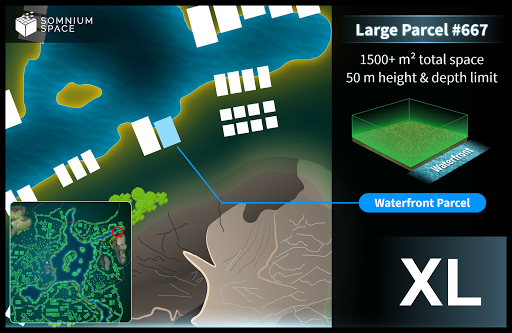 SOMNIUM
SPACE
Large Parcel #667
1500+ m² total space
50 m height & depth limit
Waterfront
Waterfront Parcel
XL